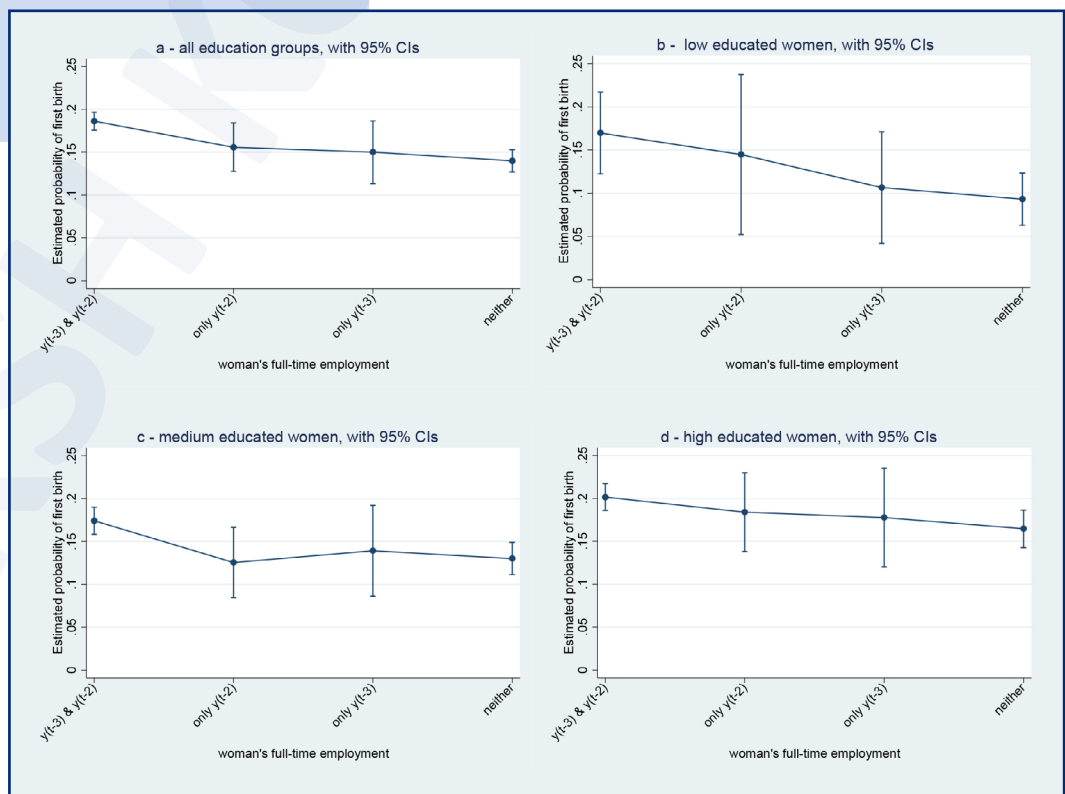 a - all education groups, with 95% CIs
Estimated probability of first birth
.25
.2
.15
.1
.05
0
y(t-3) & y(t-2)
only y(t-2)
only y(t-3)
neither
woman's full-time employment
b - low educated women, with 95% CIs
Estimated probability of first birth
.25
.2
.15
.1
.05
0
y(t-3) & y(t-2)
only y(t-2)
only y(t-3)
neither
woman's full-time employment
c - medium educated women, with 95% CIs
Estimated probability of first birth
.25
.2
.15
.1
.05
0
y(t-3) & y(t-2)
only y(t-2)
only y(t-3)
neither
woman's full-time employment
d - high educated women, with 95% CIs
Estimated probability of first birth
.25
.2
.15
.1
.05
0
y(t-3) & y(t-2)
only y(t-2)
only y(t-3)
neither
woman's full-time employment